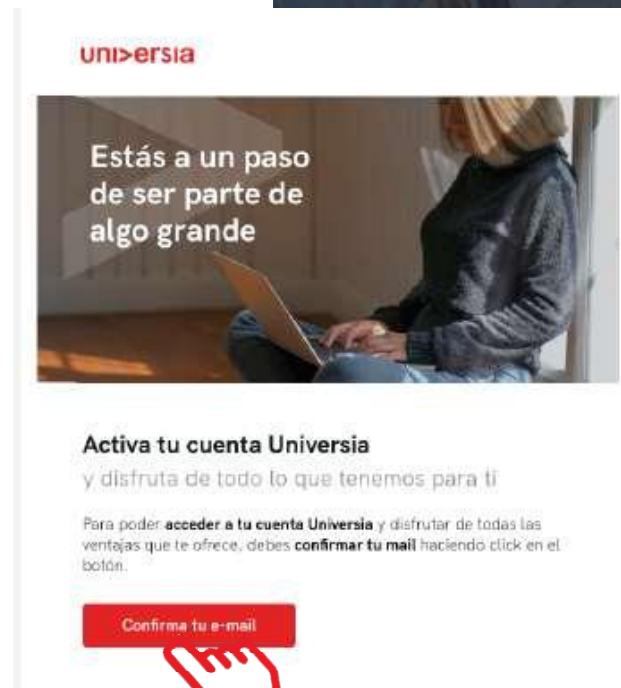 uni>ersia
Estás a un paso
de ser parte de
algo grande
Activa tu cuenta Universia
y disfruta de todo lo que tenemos para ti
Para poder acceder a tu cuenta Universia y disfrutar de todas las
ventajas que te ofrece, debes confirmar tu mail haciendo click en el
botón.
Confirma tu e-mail